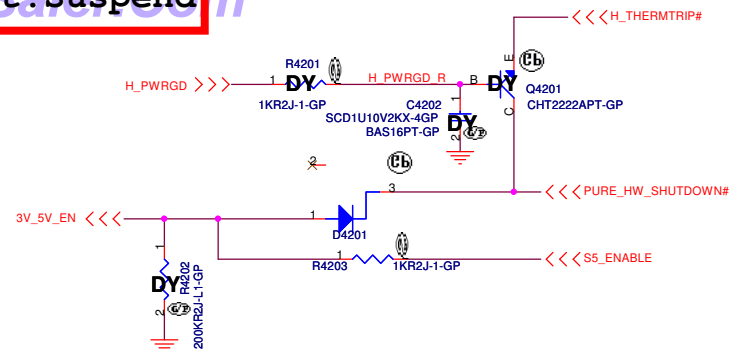 t.Suspend
H_THERMTRIP#
R4201
1
DY
H_PWRGD
H_PWRGD_R
B
E
C
DY
Q4201
CHT2222APT-GP
1KR2J-1-GP
C4202
SCD1U10V2KX-4GP
BAS16PT-GP
1
2
DY
G/P
2
3
PURE_HW_SHUTDOWN#
3V_5V_EN
1
D4201
1
R4203
1KR2J-1-GP
S5_ENABLE
1
2
DY
R4202
200KR2J-L1-GP
G/P